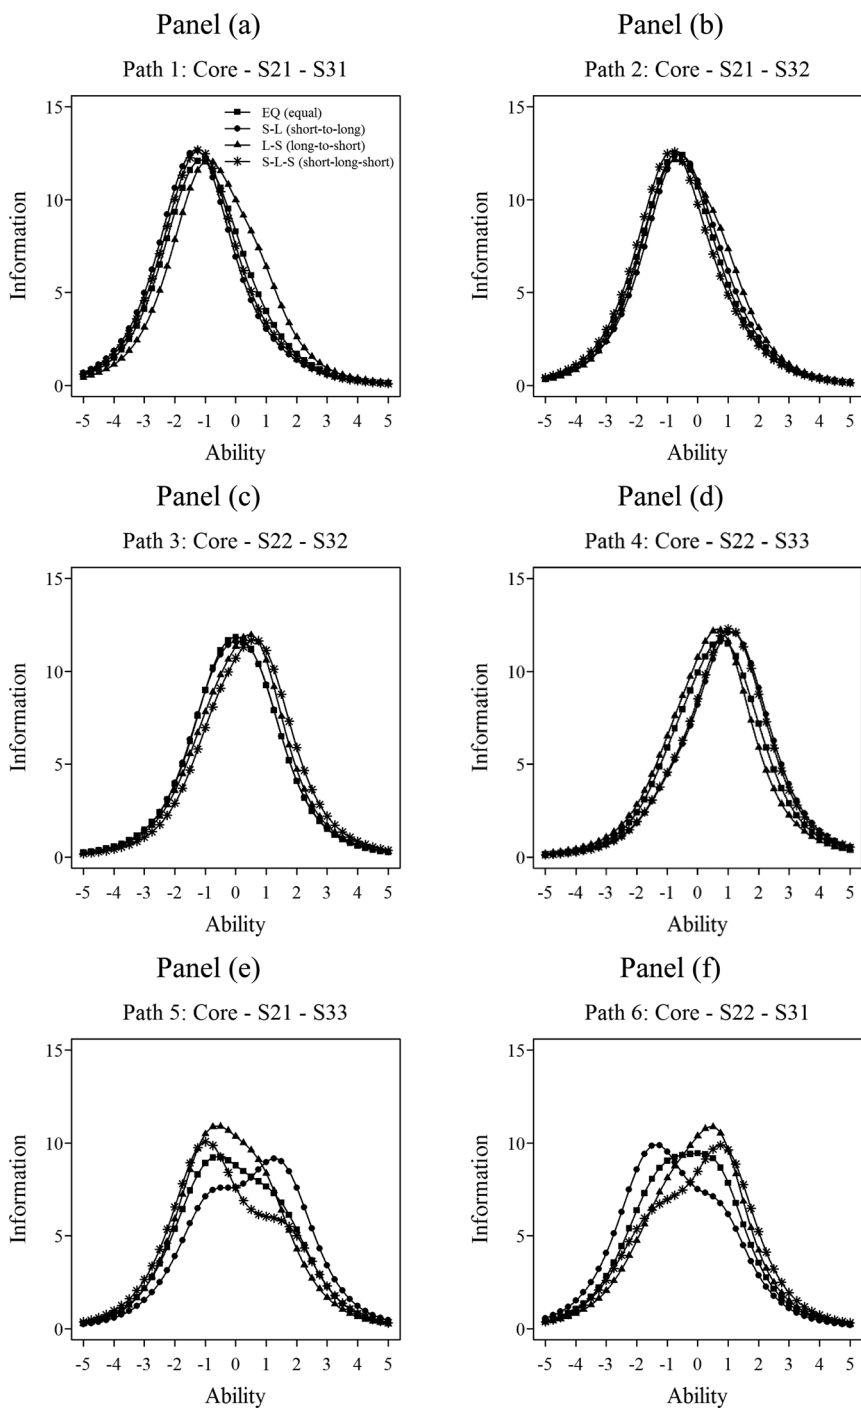 Panel (a)
Path 1: Core - S21 - S31
EQ (equal)
S-L (short-to-long)
L-S (long-to-short)
S-L-S (short-long-short)
15
10
5
0
Information
-5 -4 -3 -2 -1 0 1 2 3 4 5
Ability
Panel (b)
Path 2: Core - S21 - S32
15
10
5
0
Information
-5 -4 -3 -2 -1 0 1 2 3 4 5
Ability
Panel (c)
Path 3: Core - S22 - S32
15
10
5
0
Information
-5 -4 -3 -2 -1 0 1 2 3 4 5
Ability
Panel (d)
Path 4: Core - S22 - S33
15
10
5
0
Information
-5 -4 -3 -2 -1 0 1 2 3 4 5
Ability
Panel (e)
Path 5: Core - S21 - S33
15
10
5
0
Information
-5 -4 -3 -2 -1 0 1 2 3 4 5
Ability
Panel (f)
Path 6: Core - S22 - S31
15
10
5
0
Information
-5 -4 -3 -2 -1 0 1 2 3 4 5
Ability